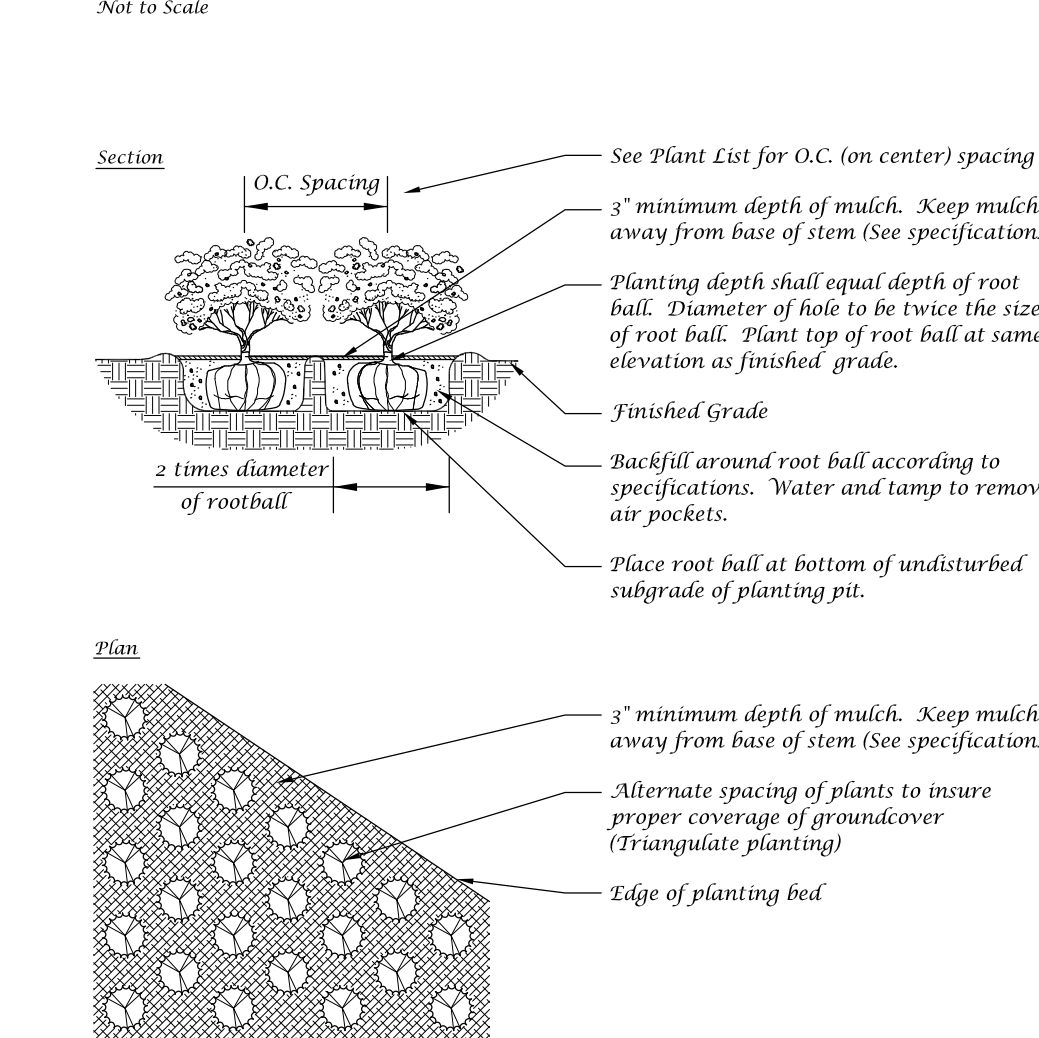 Not to Scale
Section
O.C. Spacing
See Plant List for O.C. (on center) spacing
3" minimum depth of mulch. Keep mulch
away from base of stem (See specifications
Planting depth shall equal depth of root
ball. Diameter of hole to be twice the size
of root ball. Plant top of root ball at same
elevation as finished grade.
Finished Grade
Backfill around root ball according to
specifications. Water and tamp to remov
air pockets.
2 times diameter
of rootball
Place root ball at bottom of undisturbed
subgrade of planting pit.
Plan
3" minimum depth of mulch. Keep mulch
away from base of stem (See specifications
Alternate spacing of plants to insure
proper coverage of groundcover
(Triangulate planting)
Edge of planting bed